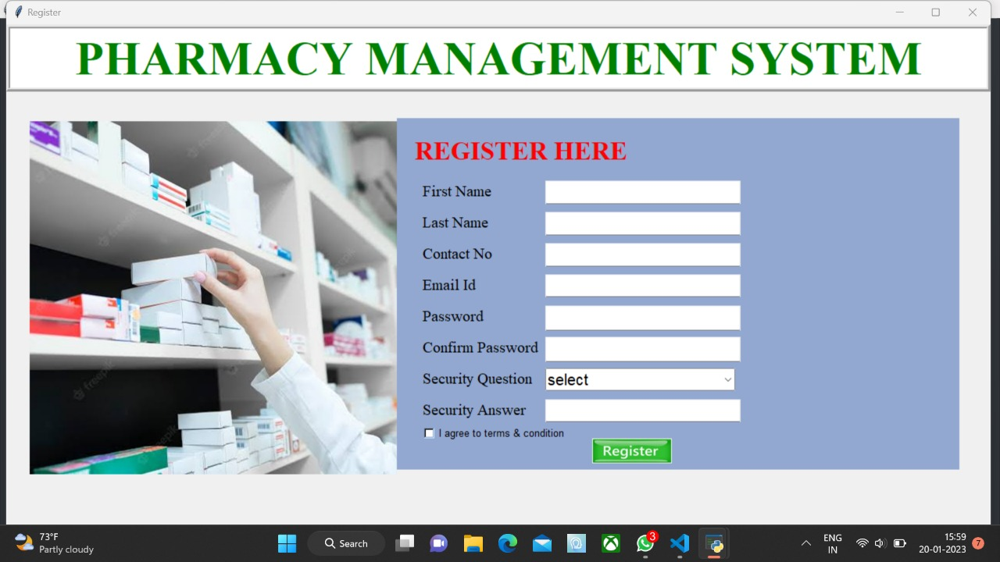 Register
PHARMACY MANAGEMENT SYSTEM
REGISTER HERE
First Name
Last Name
Contact No
Email Id
Password
Confirm Password
Security Question select
Security Answer
I agree to terms & condition
Register
freepik
73°F
Partly cloudy
Search
3
ENG
IN
15:59
20-01-2023
7